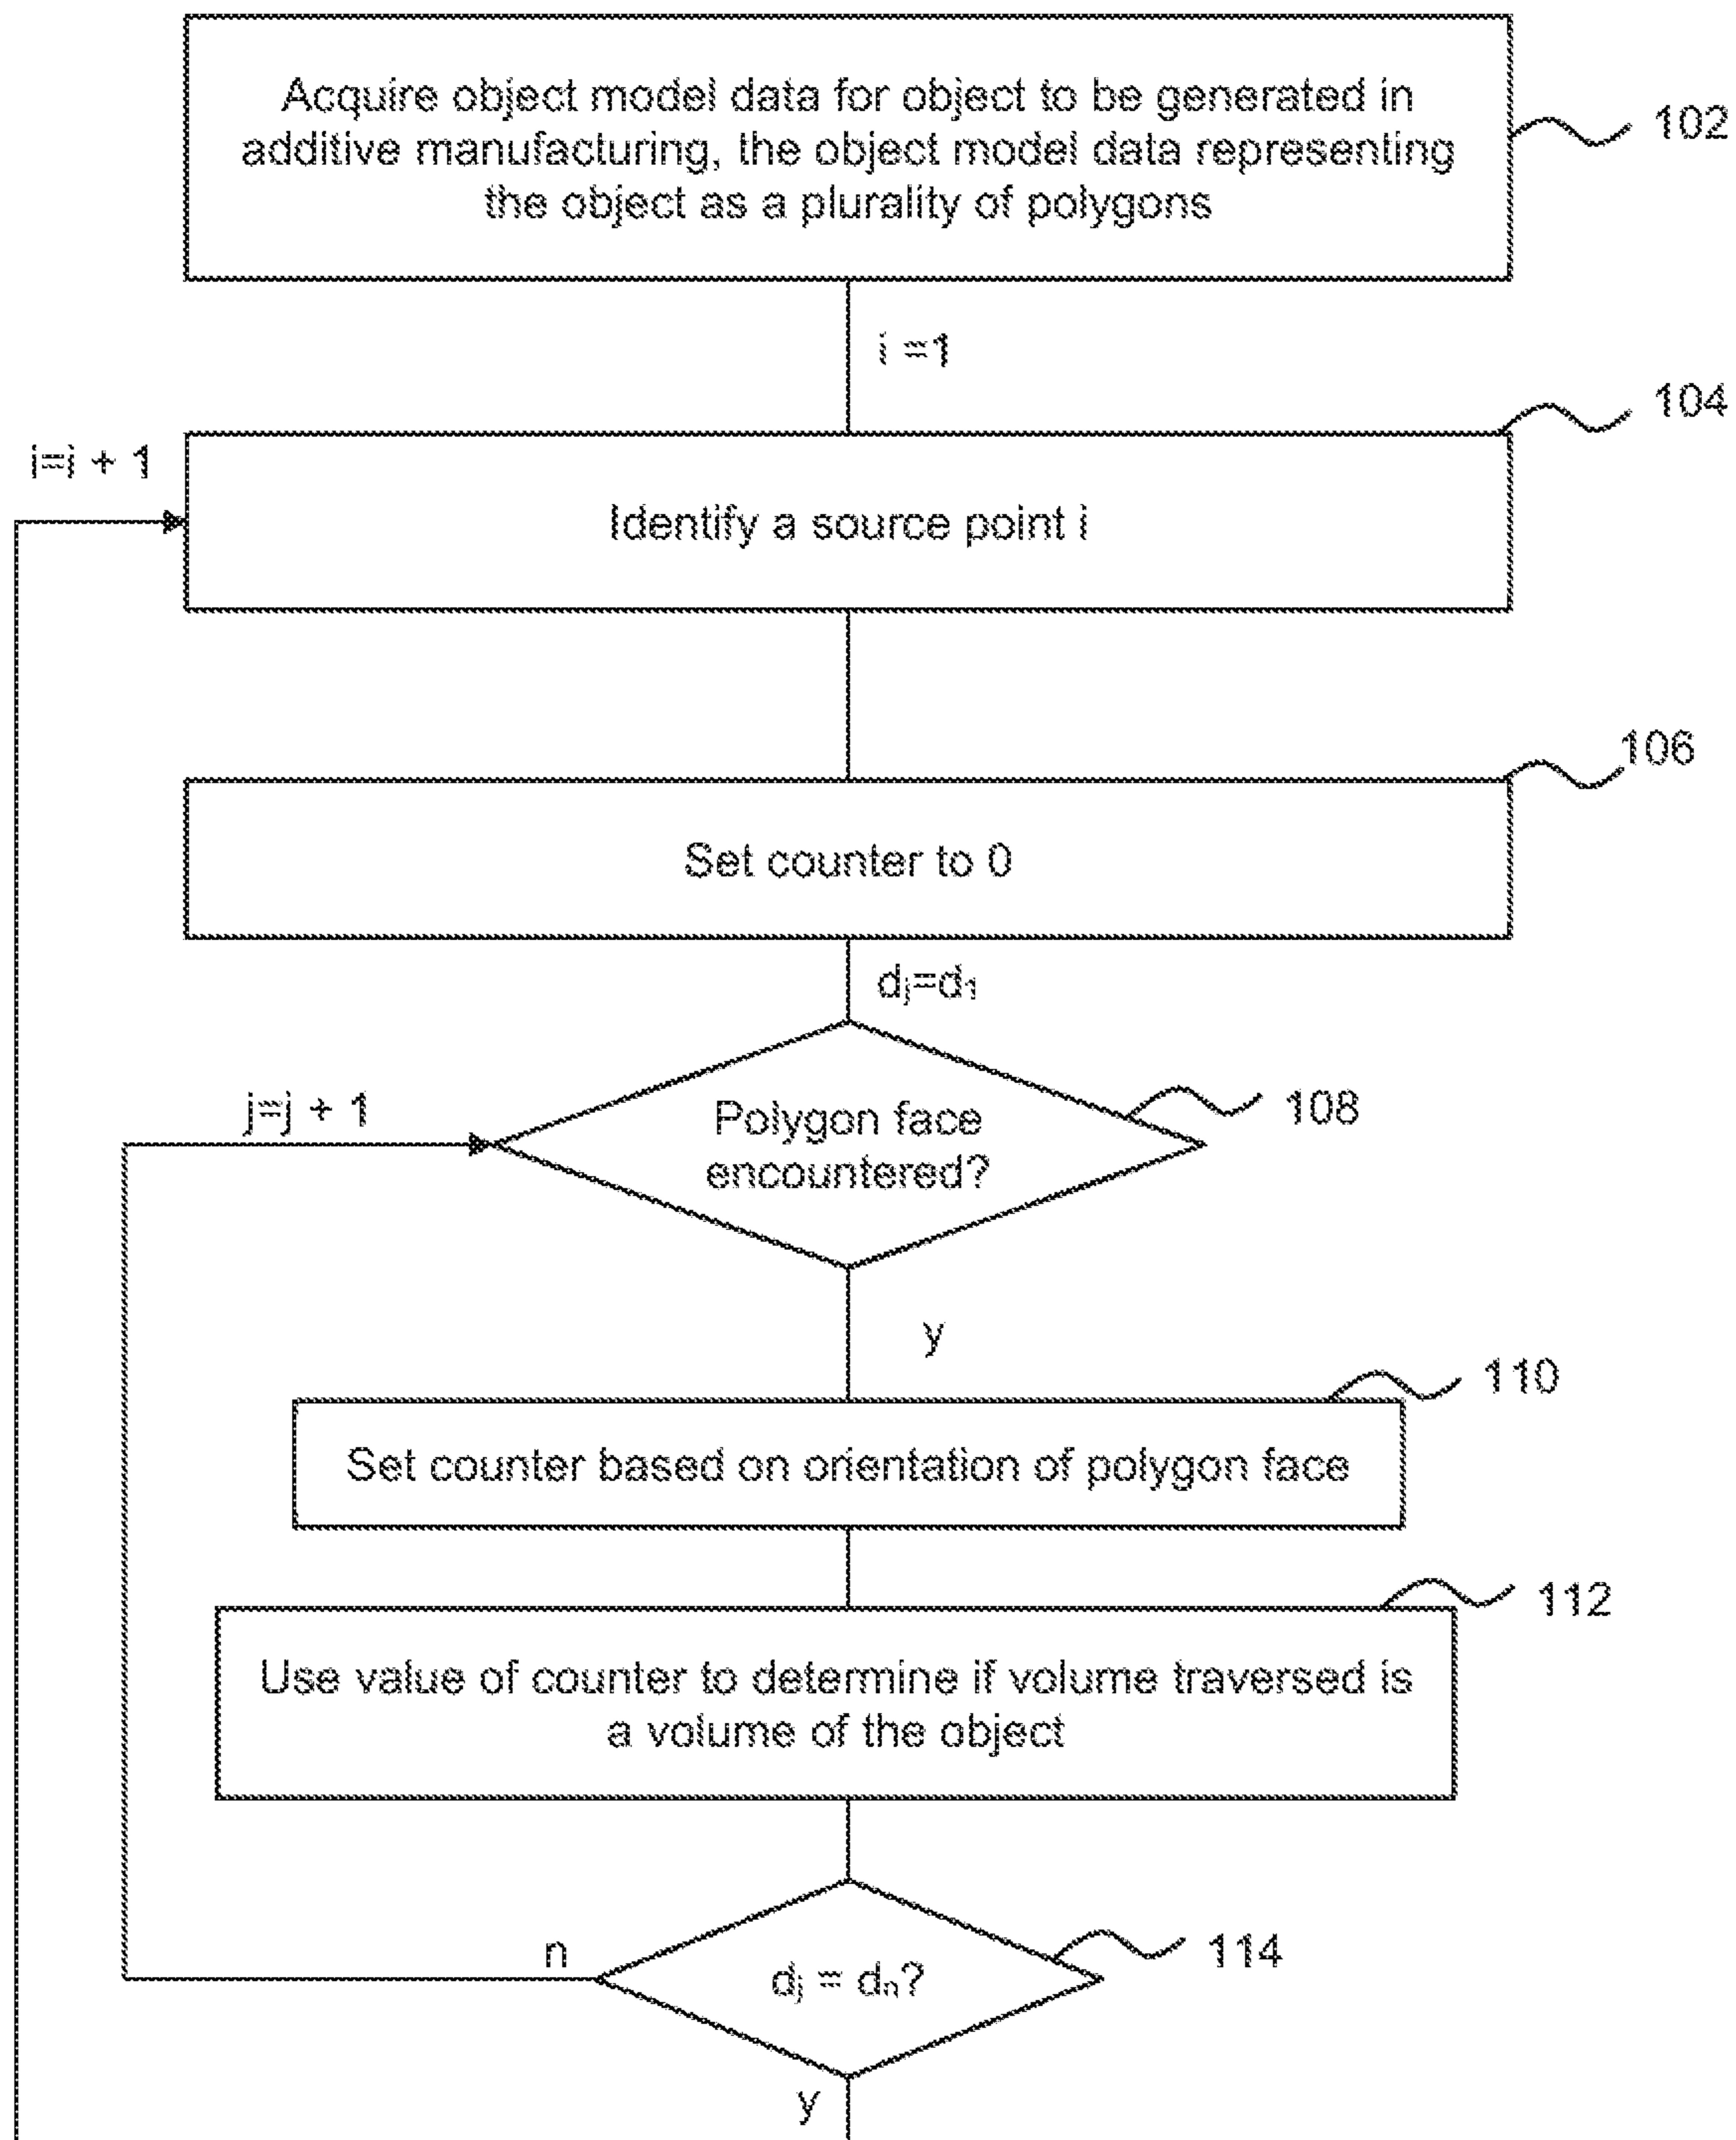 Acquire object model data for object to be generated in
additive manufacturing, the object model data representing
the object as a plurality of polygons
102
i =1
104
i=i + 1
Identify a source point i
106
Set counter to 0
dⱼ=d₁
j=j + 1
Polygon face
encountered?
108
y
110
Set counter based on orientation of polygon face
112
Use value of counter to determine if volume traversed is
a volume of the object
n
dⱼ = dₙ?
114
y